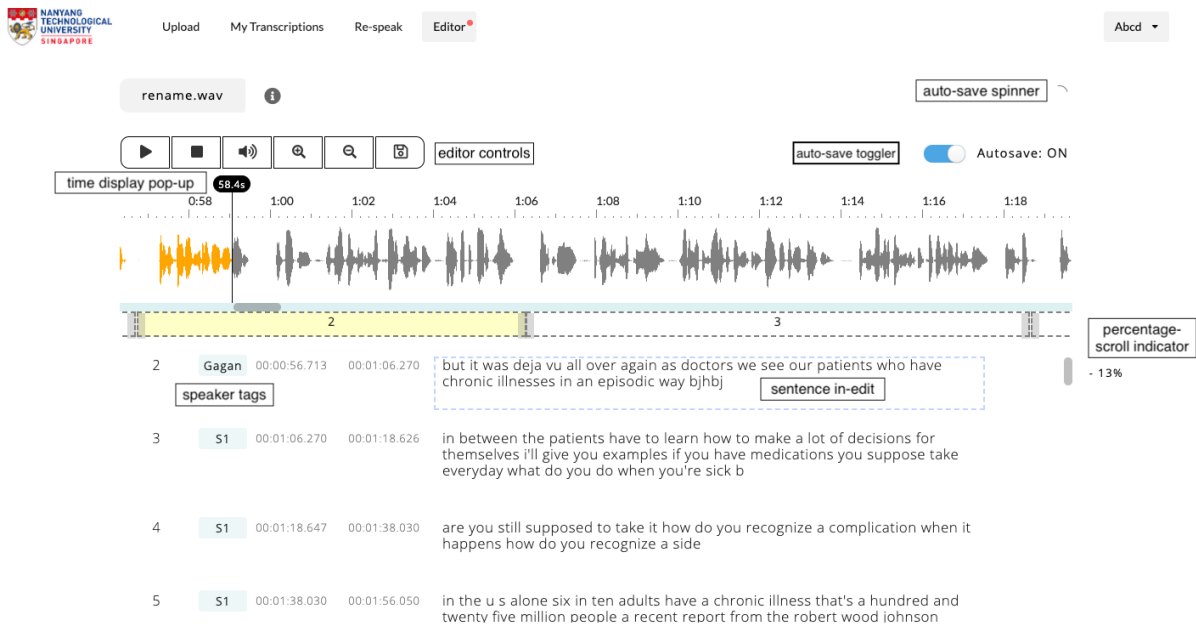 NANYANG
TECHNOLOGICAL
UNIVERSITY
SINGAPORE
Upload
My Transcriptions
Re-speak
Editor
Abcd
rename.wav
auto-save spinner
editor controls
auto-save toggler
Autosave: ON
time display pop-up
58.4s
0:58 1:00 1:02 1:04 1:06 1:08 1:10 1:12 1:14 1:16 1:18
2 3
percentage-
scroll indicator
- 13%
2 Gagan 00:00:56.713 00:01:06.270 but it was deja vu all over again as doctors we see our patients who have
chronic illnesses in an episodic way bjhbj
sentence in-edit
speaker tags
3 S1 00:01:06.270 00:01:18.626 in between the patients have to learn how to make a lot of decisions for
themselves i'll give you examples if you have medications you suppose take
everyday what do you do when you're sick b
4 S1 00:01:18.647 00:01:38.030 are you still supposed to take it how do you recognize a complication when it
happens how do you recognize a side
5 S1 00:01:38.030 00:01:56.050 in the u s alone six in ten adults have a chronic illness that's a hundred and
twenty five million people a recent report from the robert wood johnson